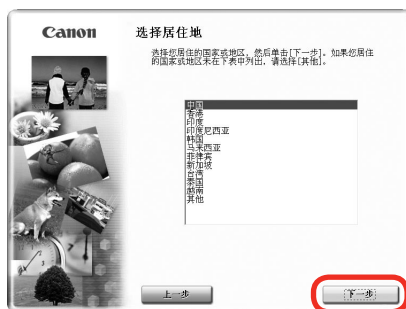 Canon
选择居住地
选择您居住的国家或地区，然后单击[下一步]。如果您居住
的国家或地区未在下表中列出，请选择[其他]。
中国
香港
印度
印度尼西亚
韩国
马来西亚
菲律宾
新加坡
台湾
泰国
越南
其他
上一步
下一步